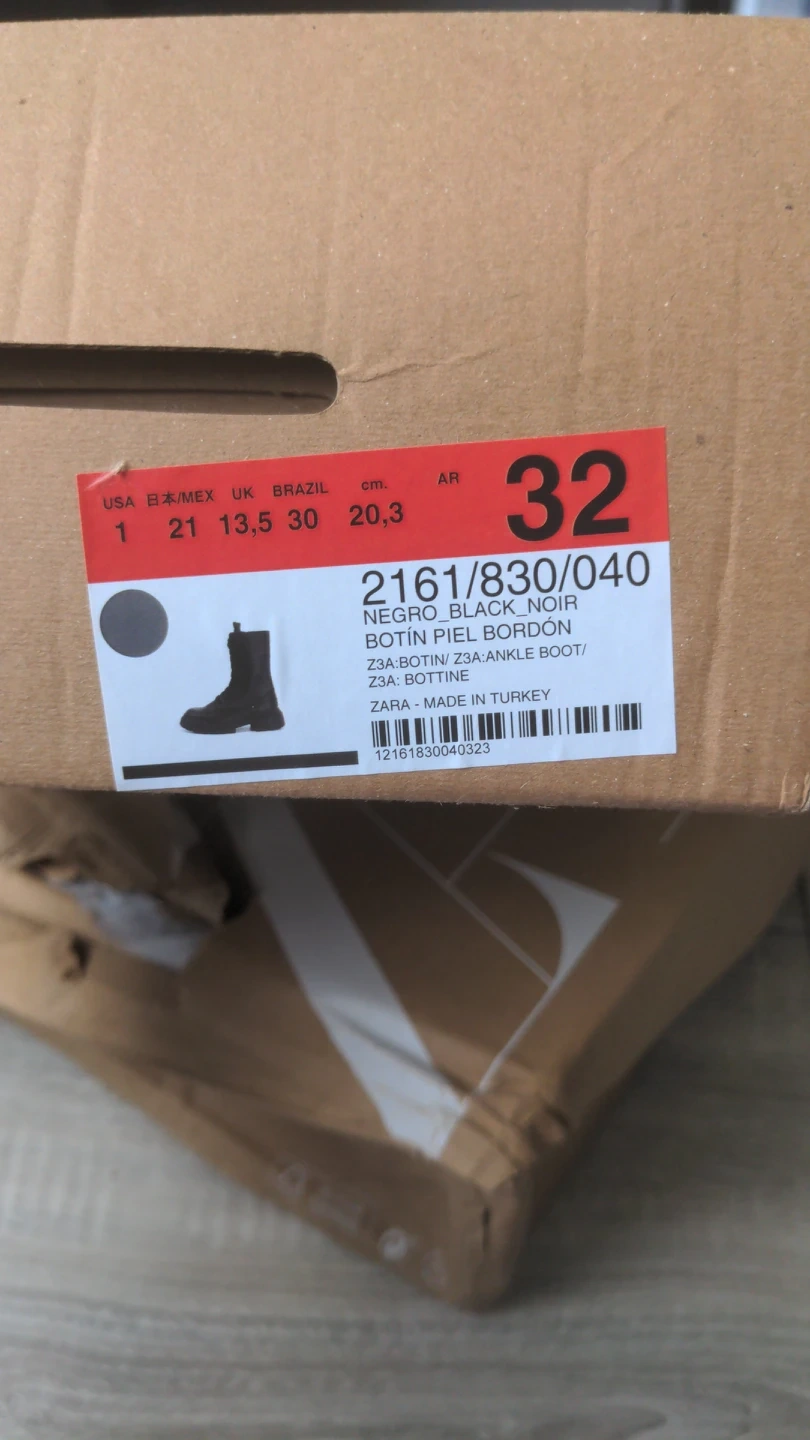 USA 日本/MEX UK BRAZIL cm. AR 32
1 21 13,5 30 20,3
2161/830/040
NEGRO_BLACK_NOIR
BOTÍN PIEL BORDÓN
Z3A:BOTIN/ Z3A:ANKLE BOOT/
Z3A: BOTTINE
ZARA - MADE IN TURKEY
12161830040323